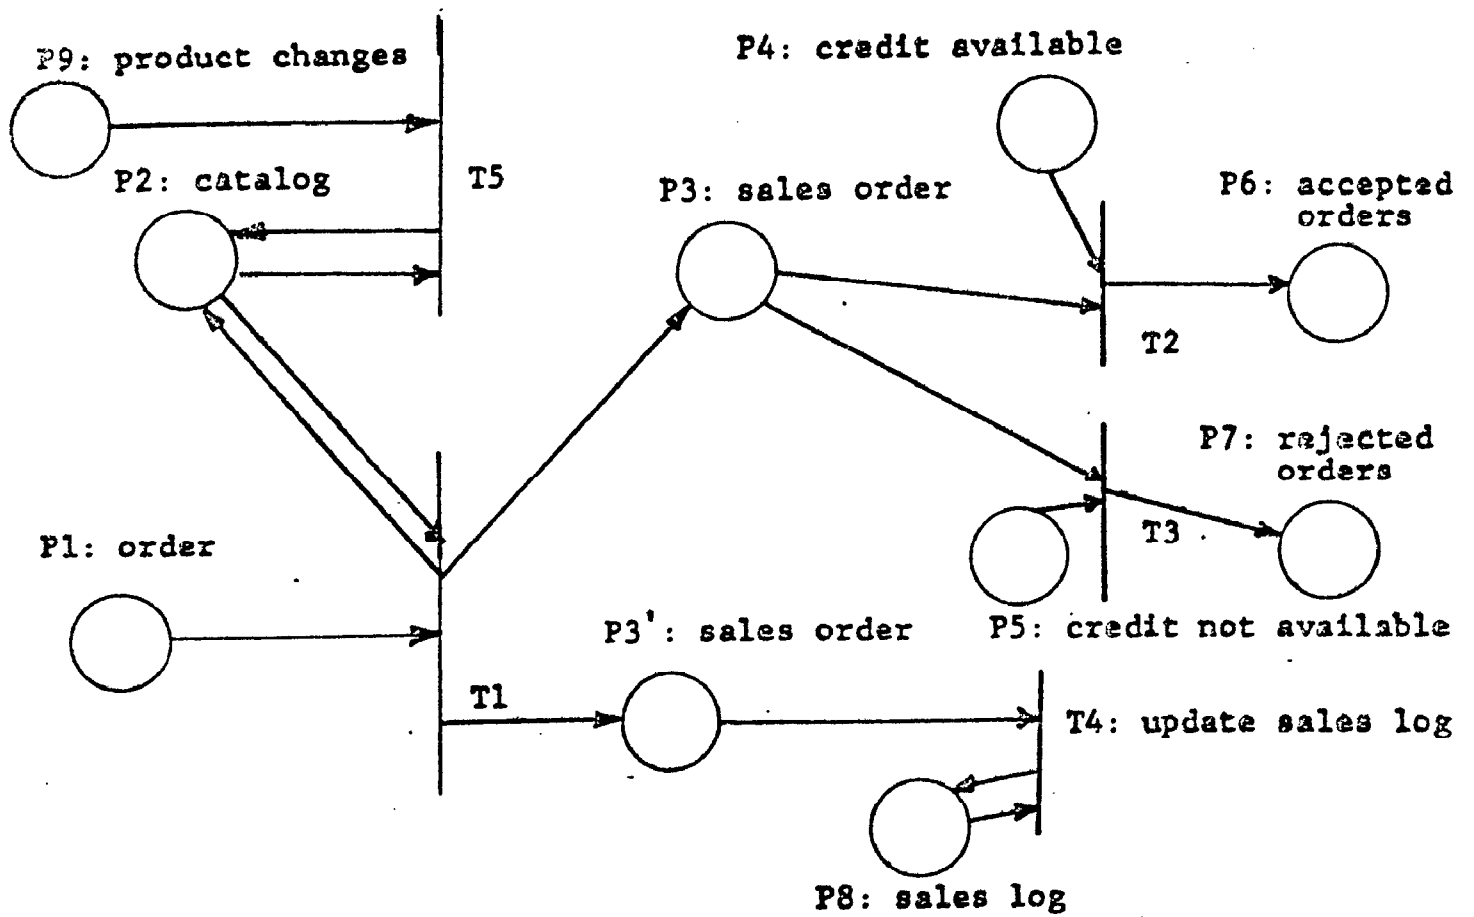 P9: product changes
P4: credit available
P2: catalog
T5
P3: sales order
P6: accepted
orders
T2
P7: rejected
orders
T3
P1: order
P3': sales order
P5: credit not available
T1
T4: update sales log
P8: sales log